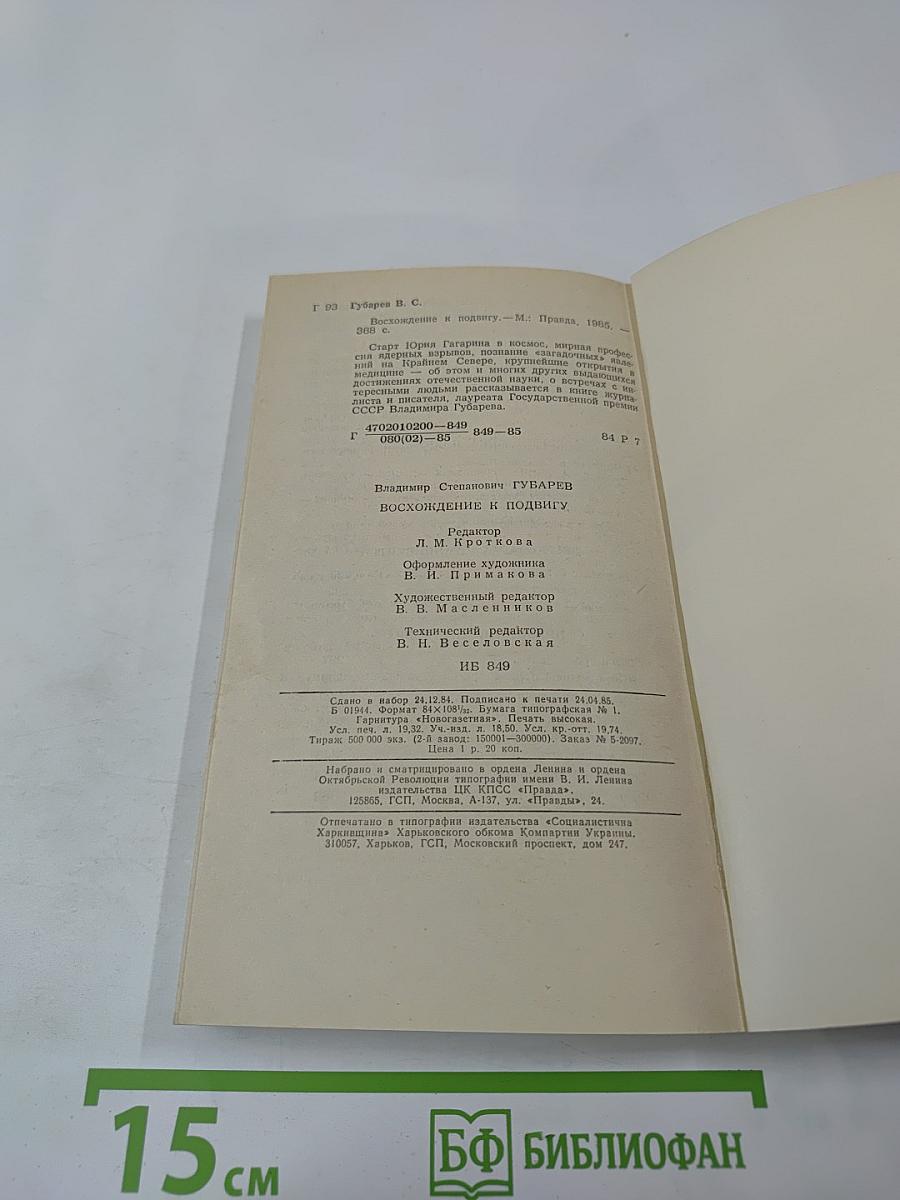 Г 93 Губарев В. С.
Восхождение к подвигу.—М.: Правда, 1985. —
368 с.
Старт Юрия Гагарина в космос, мирная профес-
сия ядерных взрывов, познание «загадочных» явле-
ний на Крайнем Севере, крупнейшие открытия в
медицине — об этом и многих других выдающихся
достижениях отечественной науки, о встречах с ин-
тересными людьми рассказывается в книге журна-
листа и писателя, лауреата Государственной премии
СССР Владимира Губарева.
Г 4702010200—849
080(02)—85 849—85 84 Р 7
Владимир Степанович ГУБАРЕВ
ВОСХОЖДЕНИЕ К ПОДВИГУ
Редактор
Л. М. Кроткова
Оформление художника
В. И. Примакова
Художественный редактор
В. В. Масленников
Технический редактор
В. Н. Веселовская
ИБ 849
Сдано в набор 24.12.84. Подписано к печати 24.04.85.
Б 01944. Формат 84×108¹/₃₂. Бумага типографская № 1.
Гарнитура «Новогазетная». Печать высокая.
Усл. печ. л. 19,32. Уч.-изд. л. 18,50. Усл. кр.-отт. 19,74.
Тираж 500 000 экз. (2-й завод: 150001—300000). Заказ № 5-2097.
Цена 1 р. 20 коп.
Набрано и сматрицировано в ордена Ленина и ордена
Октябрьской Революции типографии имени В. И. Ленина
издательства ЦК КПСС «Правда».
125865, ГСП, Москва, А-137, ул. «Правды», 24.
Отпечатано в типографии издательства «Социалистична
Харкивщина» Харьковского обкома Компартии Украины.
310057, Харьков, ГСП, Московский проспект, дом 247.
15 см
БФ БИБЛИОФАН